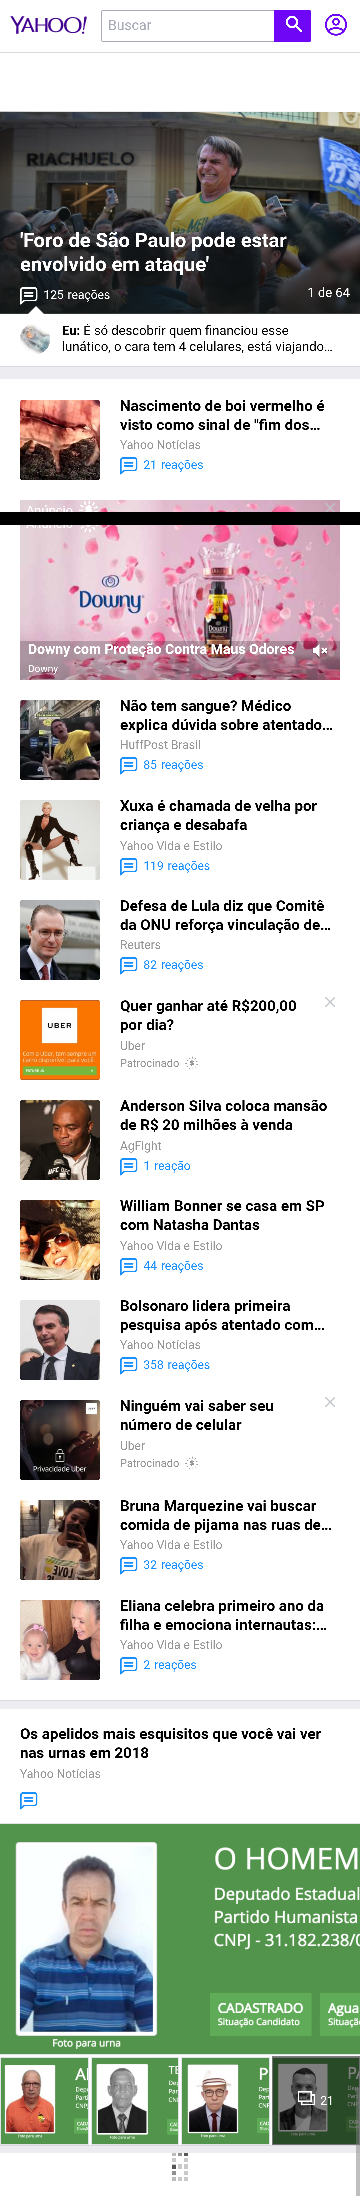 YAHOO!
Buscar
RIACHUELO
'Foro de São Paulo pode estar
envolvido em ataque'
125 reações
1 de 64
Eu: É só descobrir quem financiou esse
lunático, o cara tem 4 celulares, está viajando...
Nascimento de boi vermelho é
visto como sinal de "fim dos...
Yahoo Notícias
21 reações
Anúncio
Anúncio
Downy
Downy
Downy com Proteção Contra Maus Odores
Downy
Não tem sangue? Médico
explica dúvida sobre atentado...
HuffPost Brasil
85 reações
Xuxa é chamada de velha por
criança e desabafa
Yahoo Vida e Estilo
119 reações
Defesa de Lula diz que Comitê
da ONU reforça vinculação de...
Reuters
82 reações
UBER
Com a Uber, tem sempre um
Quer ganhar até R$200,00
por dia?
Uber
Patrocinado
UFC
Anderson Silva coloca mansão
de R$ 20 milhões à venda
AgFight
1 reação
William Bonner se casa em SP
com Natasha Dantas
Yahoo Vida e Estilo
44 reações
Bolsonaro lidera primeira
pesquisa após atentado com...
Yahoo Notícias
358 reações
Privacidade Uber
Ninguém vai saber seu
número de celular
Uber
Patrocinado
LOVE
Bruna Marquezine vai buscar
comida de pijama nas ruas de...
Yahoo Vida e Estilo
32 reações
Eliana celebra primeiro ano da
filha e emociona internautas:...
Yahoo Vida e Estilo
2 reações
Os apelidos mais esquisitos que você vai ver
nas urnas em 2018
Yahoo Notícias
O HOMEM
Deputado Estadual
Partido Humanista
CNPJ - 31.182.238/0
CADASTRADO
Situação Candidato
Agua
Situação
Foto para urna
21